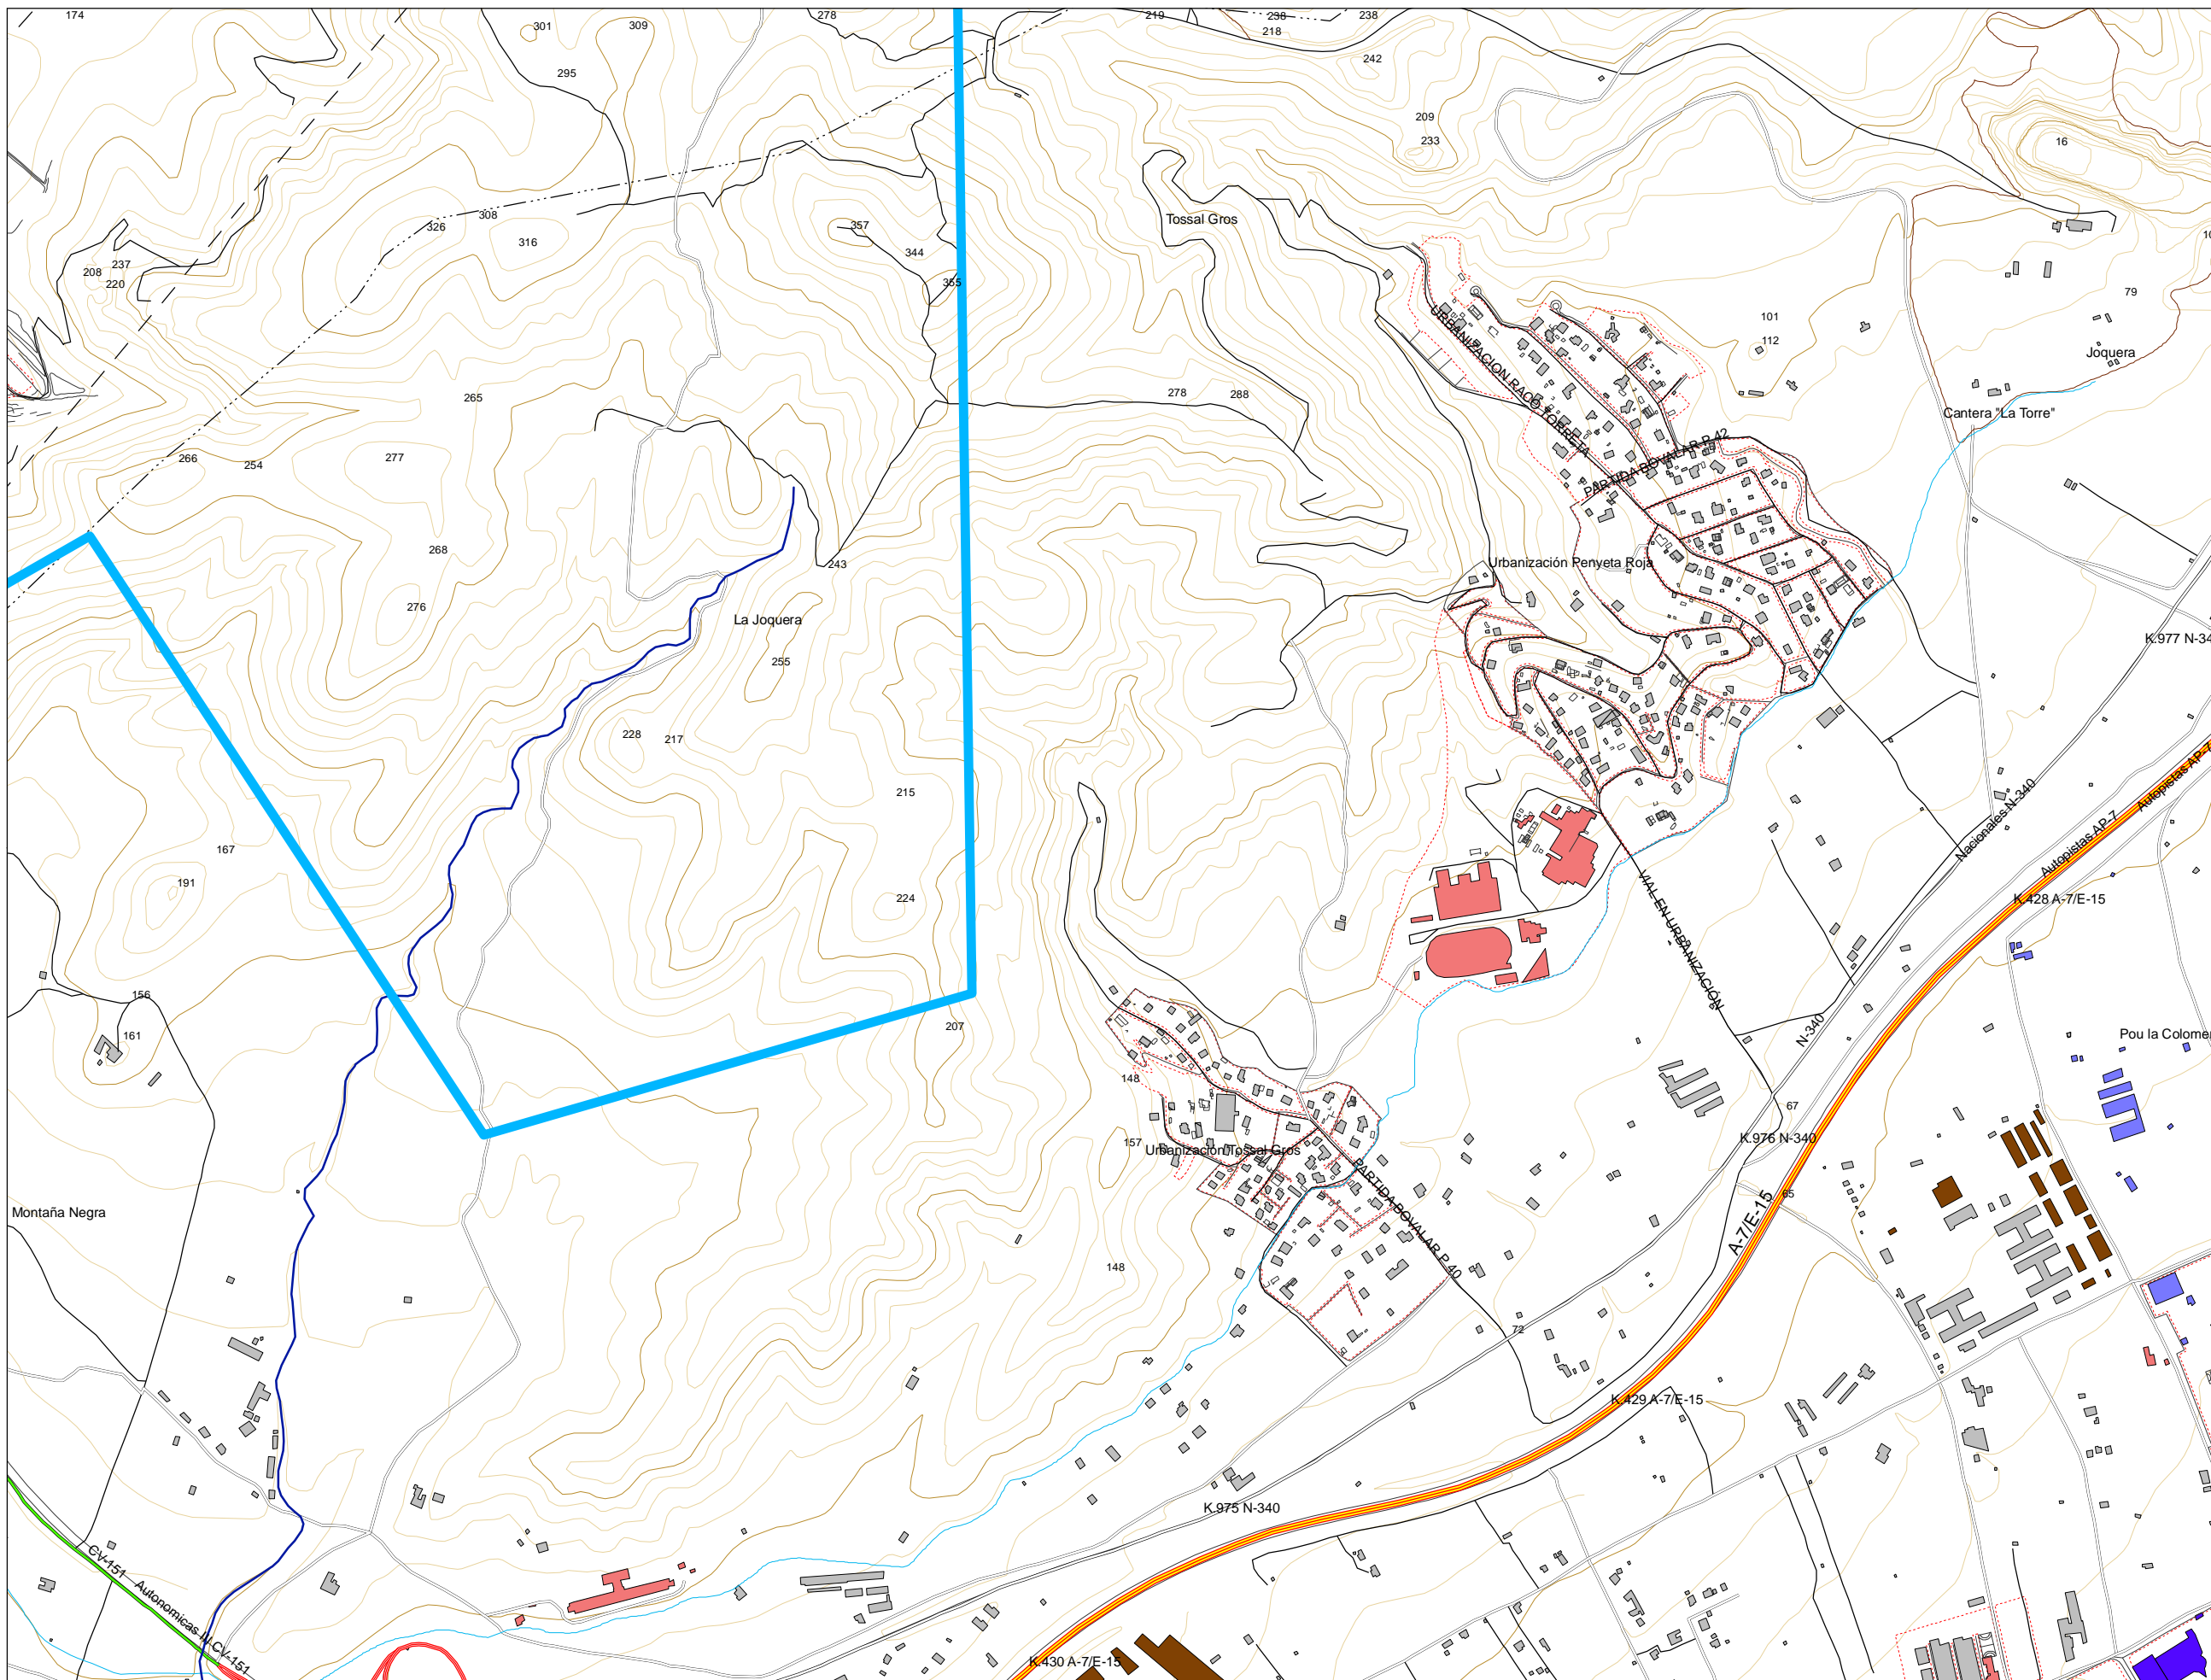 174
301
309
278
219
238
238
218
295
242
209
233
16
Tossal Gros
308
326
316
357
344
355
237
208
220
79
101
112
Joquera
URBANIZACION RACO TORRETA
265
278
288
Cantera "La Torre"
PARTIDA BOVALAR P.42
266
254
277
268
243
Urbanización Penyeta Roja
276
La Joquera
255
K.977 N-34
228
217
215
Autopistas AP-7
Nacionales N-340
Autopistas AP-7
167
191
224
K.428 A-7/E-15
VIAL EN URBANIZACIÓN
156
161
207
N-340
Pou la Colome
148
67
157
Urbanización Tossal Gros
K.976 N-340
PARTIDA BOVALAR P.40
65
A-7/E-15
Montaña Negra
148
72
K.429 A-7/E-15
K.975 N-340
CV-151
Autonomicas IV CV-151
K.430 A-7/E-15